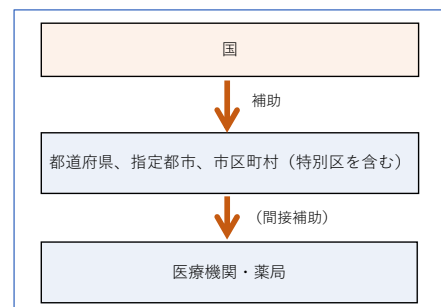 国
補助
都道府県、指定都市、市区町村（特別区を含む）
（間接補助）
医療機関・薬局